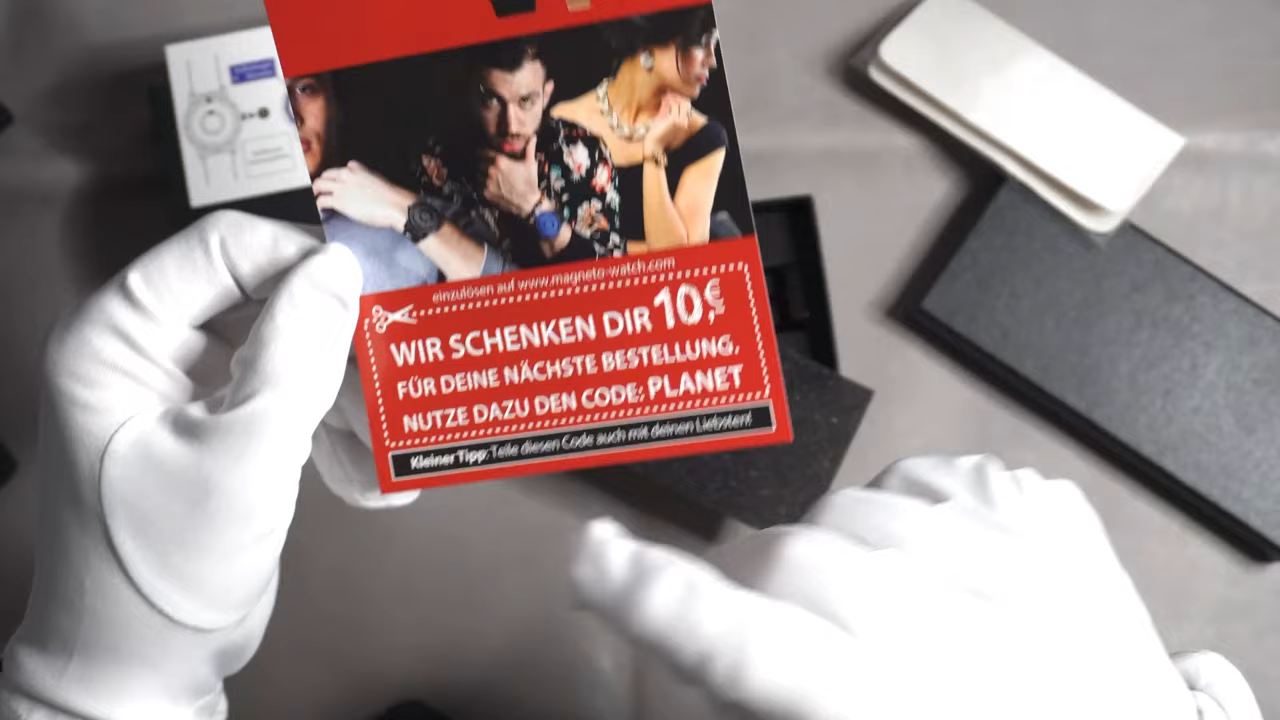 einzulösen auf www.magneto-watch.com
WIR SCHENKEN DIR 10,€
FÜR DEINE NÄCHSTE BESTELLUNG.
NUTZE DAZU DEN CODE: PLANET
Kleiner Tipp: Teile diesen Code auch mit deinen Liebsten!